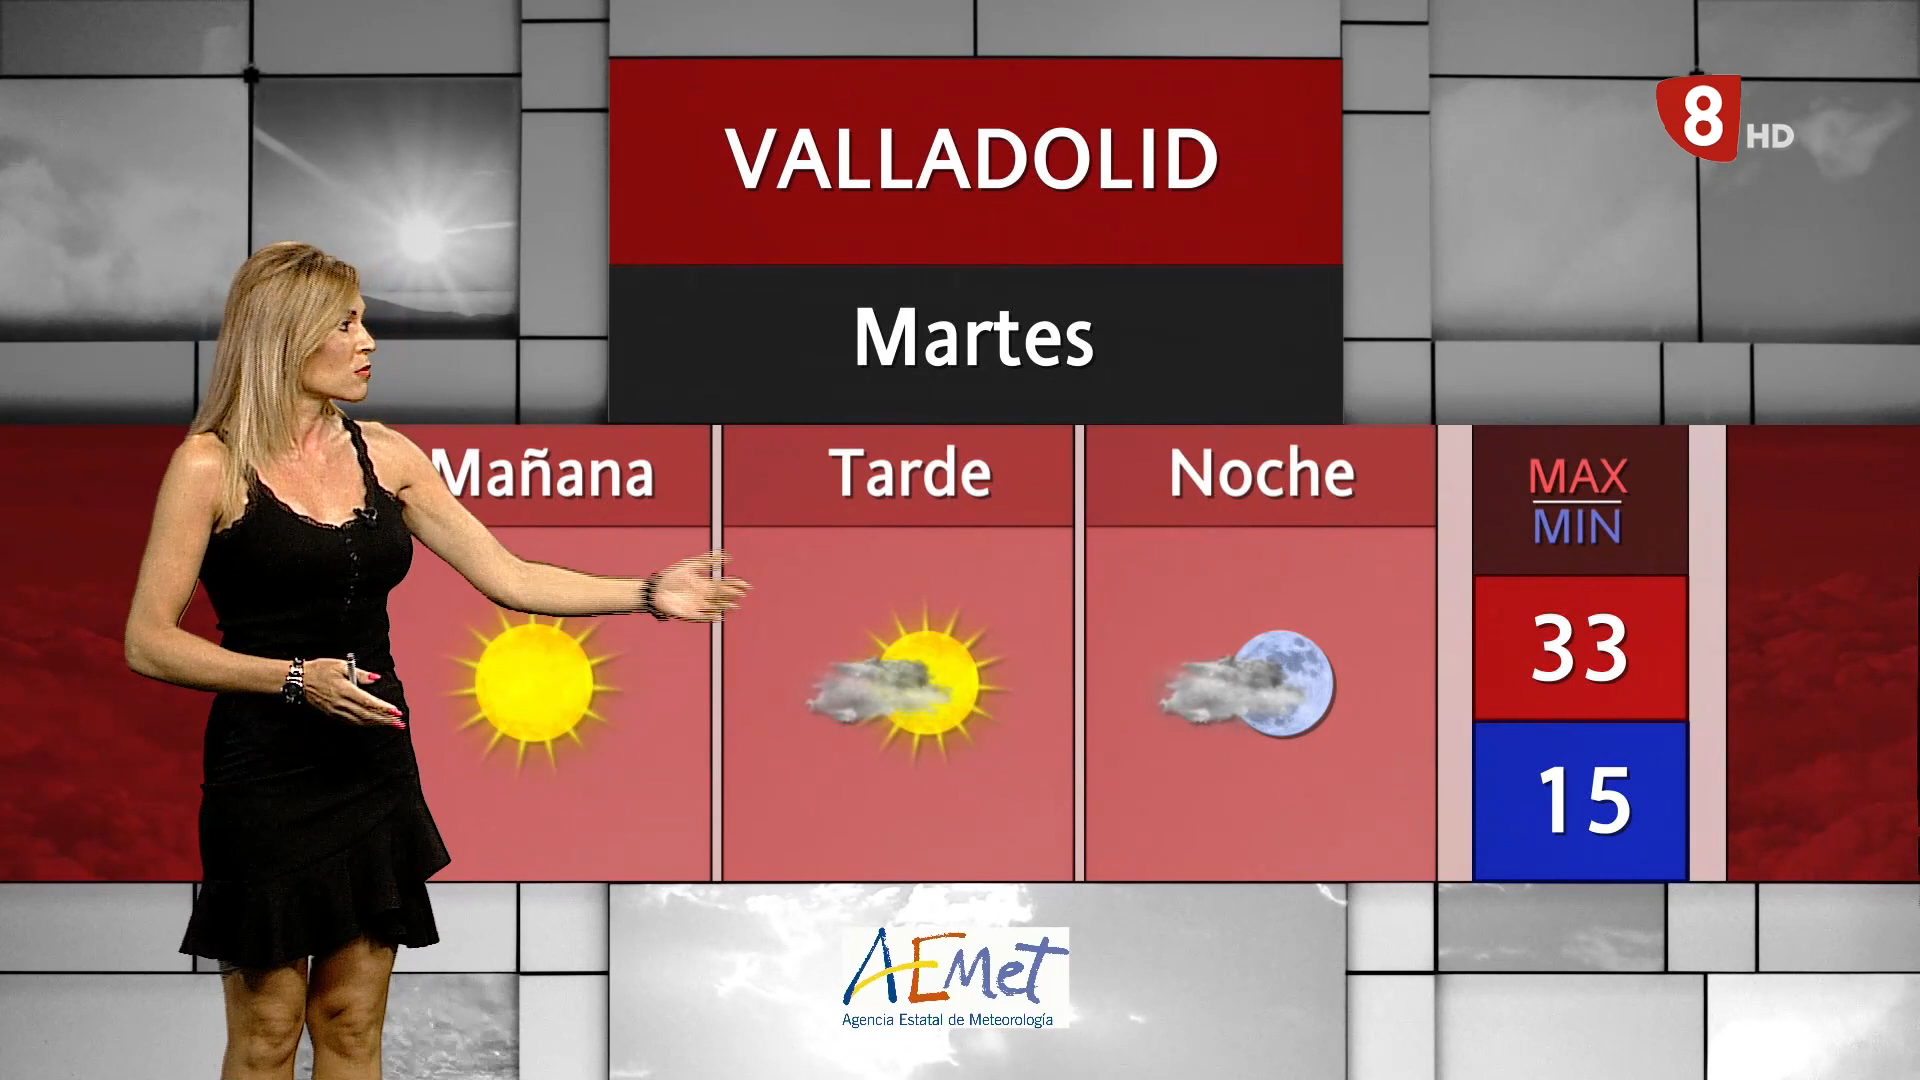 8 HD
VALLADOLID
Martes
Mañana
Tarde
Noche
MAX
MIN
33
15
AEMet
Agencia Estatal de Meteorología